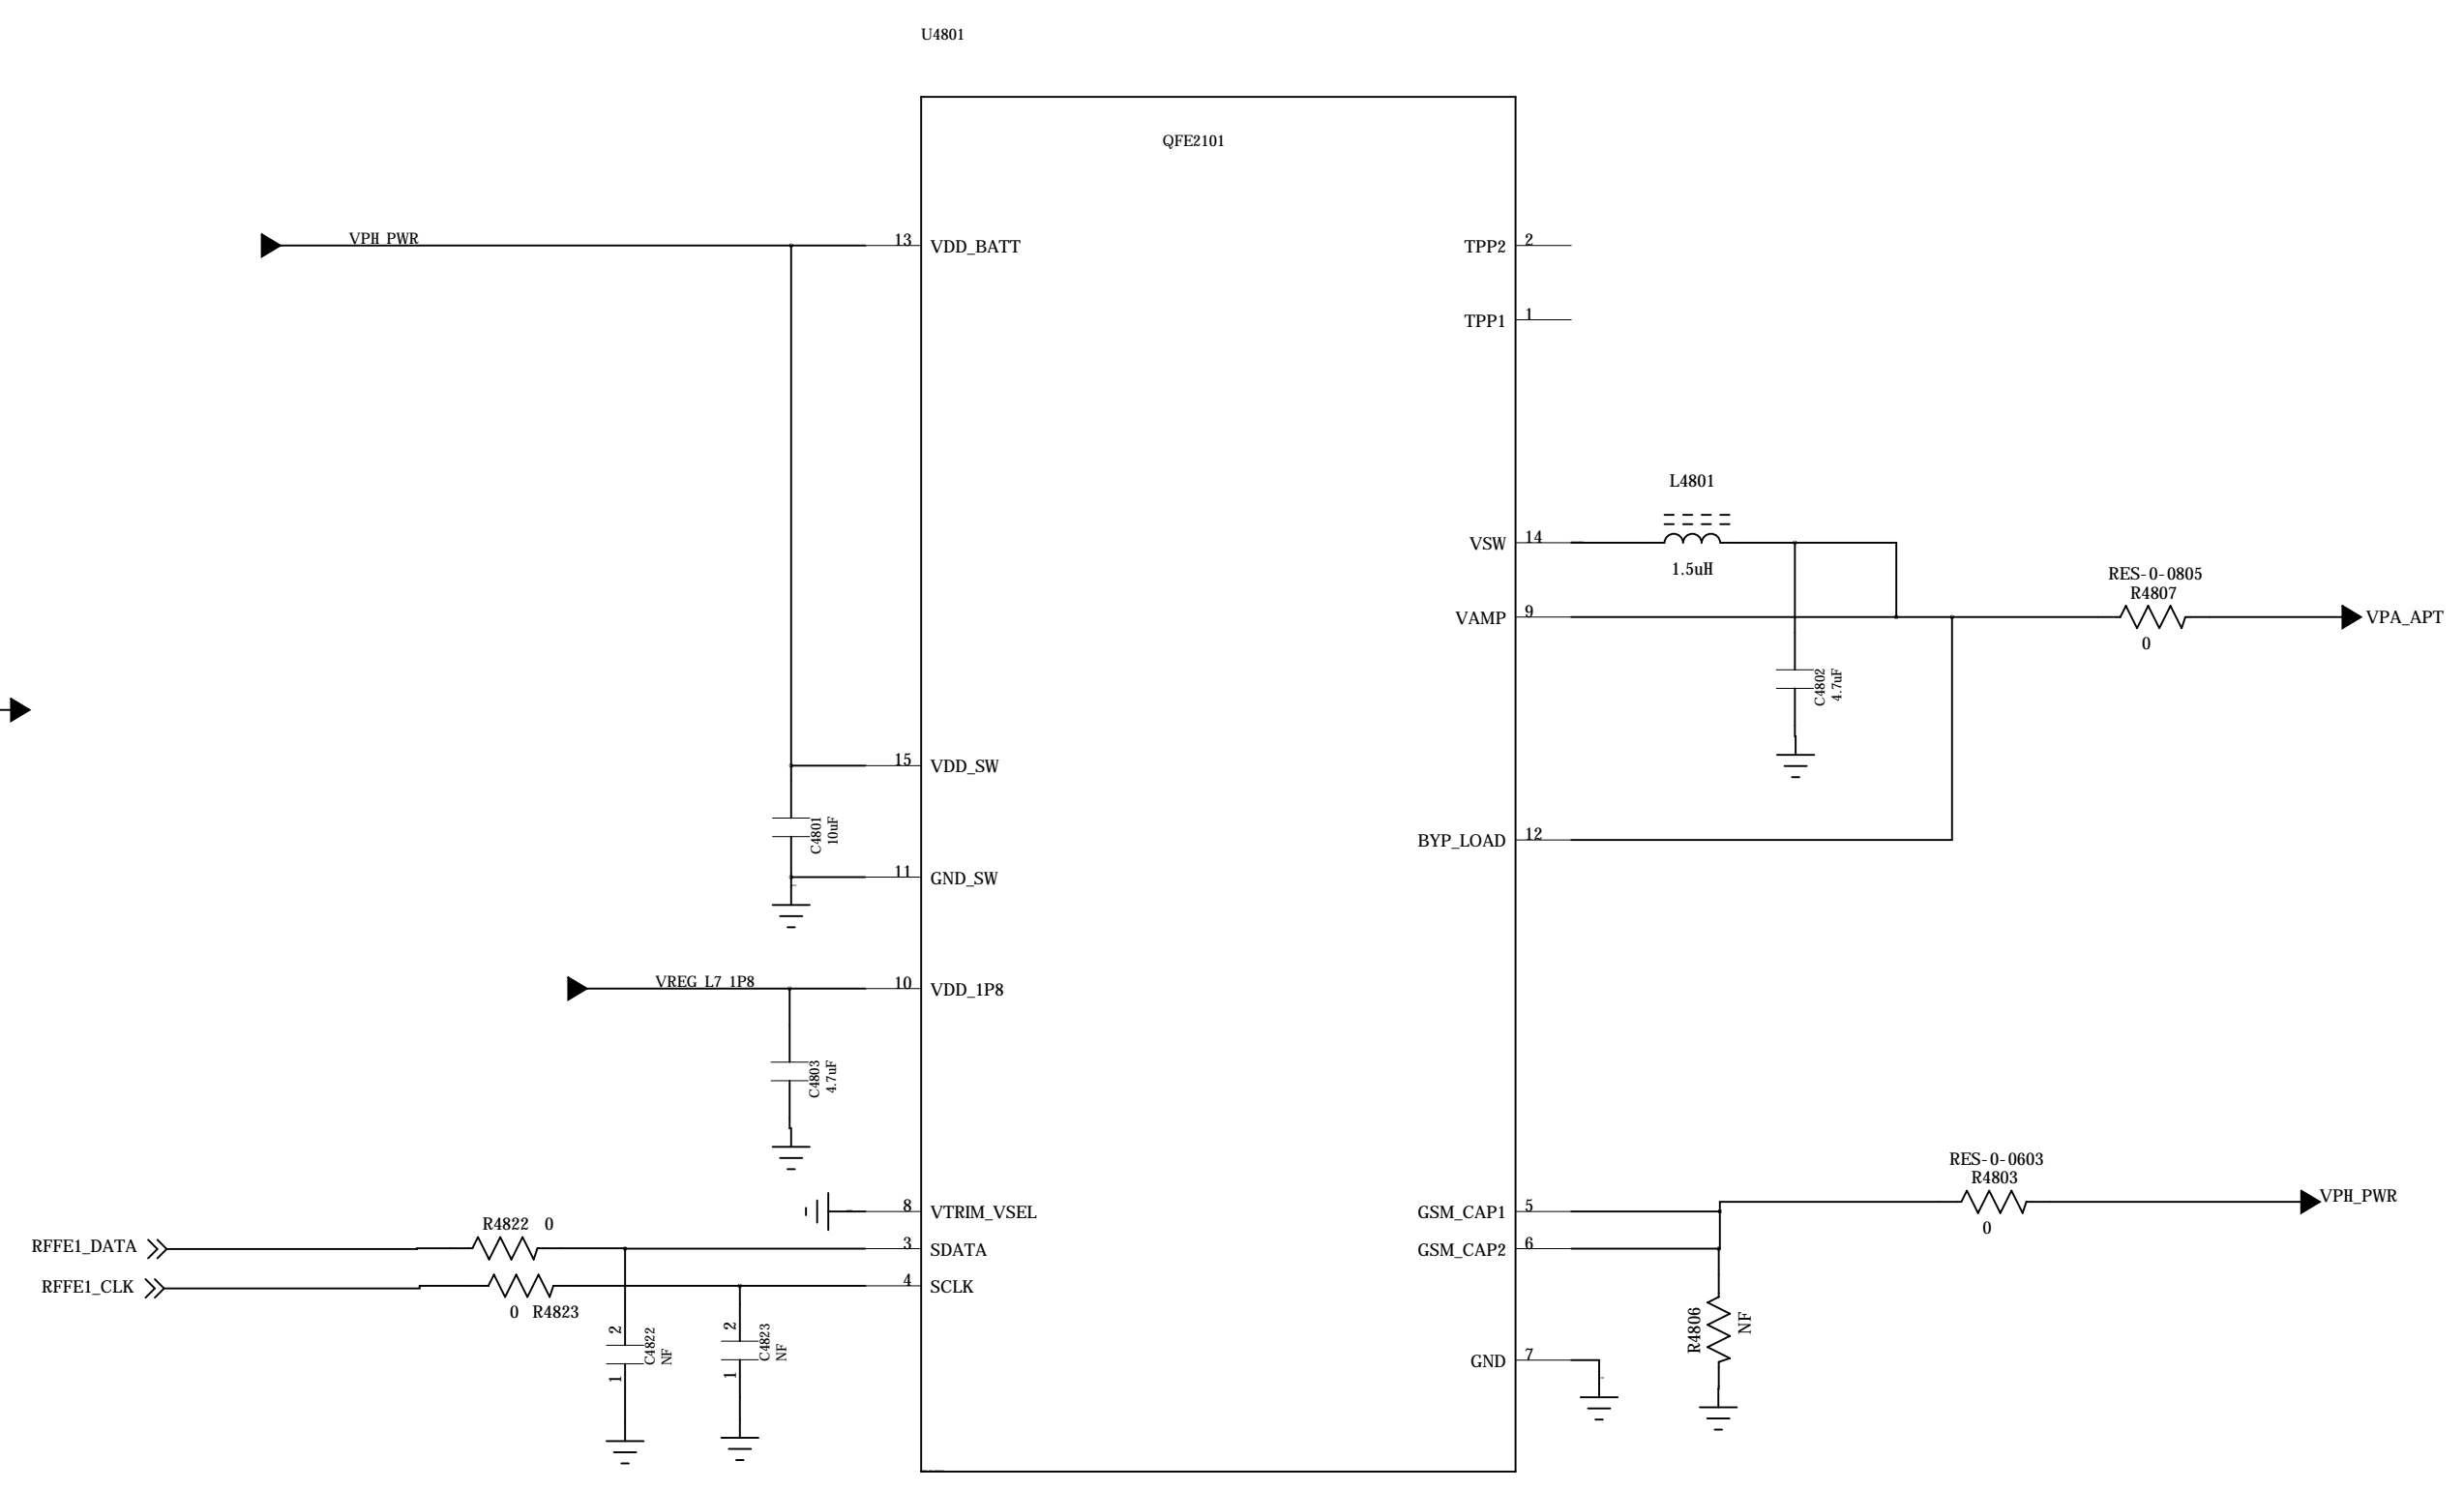 U4801
QFE2101
VPH_PWR
13
VDD_BATT
TPP2
2
TPP1
1
L4801
VSW
14
1.5uH
RES-0-0805
R4807
VAMP
9
VPA_APT
0
C4802
4.7uF
15
VDD_SW
C4801
10uF
BYP_LOAD
12
11
GND_SW
VREG_L7_1P8
10
VDD_1P8
C4803
4.7uF
RES-0-0603
R4803
VPH_PWR
8
VTRIM_VSEL
GSM_CAP1
5
0
R4822 0
RFFE1_DATA
3
SDATA
GSM_CAP2
6
RFFE1_CLK
4
SCLK
0 R4823
2
C4822
NF
1
2
C4823
NF
1
R4806
NF
GND
7